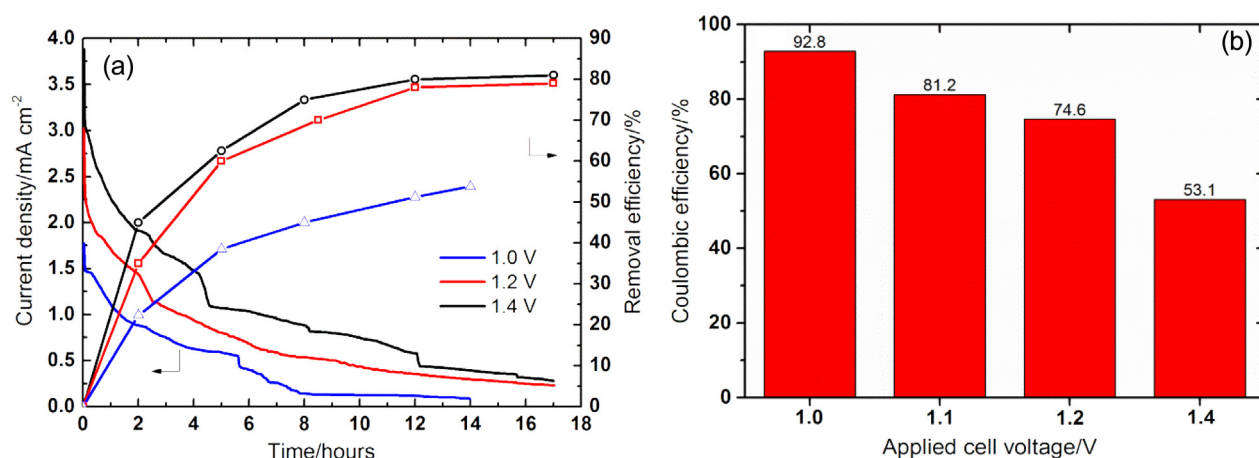 (a)
Current density/mA cm⁻²
4.0
3.5
3.0
2.5
2.0
1.5
1.0
0.5
0.0
90
80
70
60
50
40
30
20
10
0
Removal efficiency/%
1.0 V
1.2 V
1.4 V
0 2 4 6 8 10 12 14 16 18
Time/hours
(b)
Coulombic efficiency/%
100
80
60
40
20
0
92.8
81.2
74.6
53.1
1.0 1.1 1.2 1.4
Applied cell voltage/V